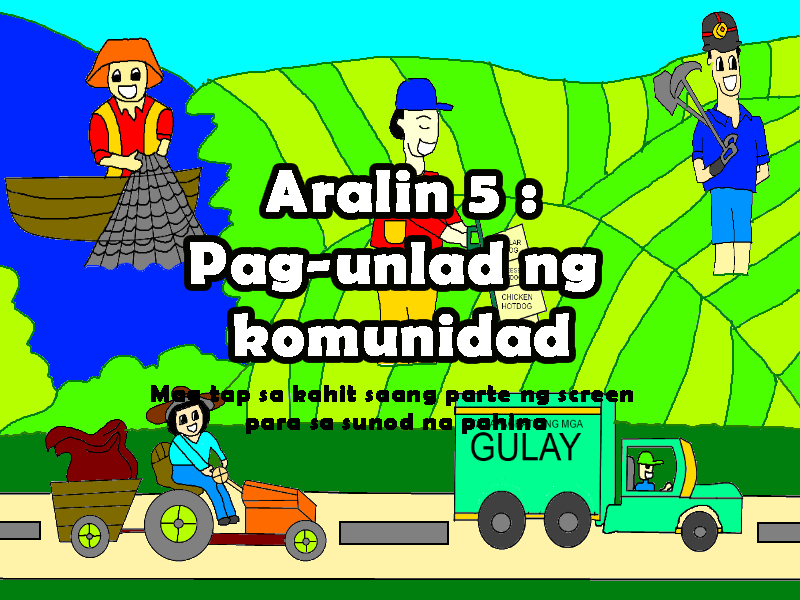 Aralin 5 :
Pag-unlad ng
komunidad
Mag tap sa kahit saang parte ng screen
para sa sunod na pahina
CHICKEN
HOTDOG
NG MGA
GULAY